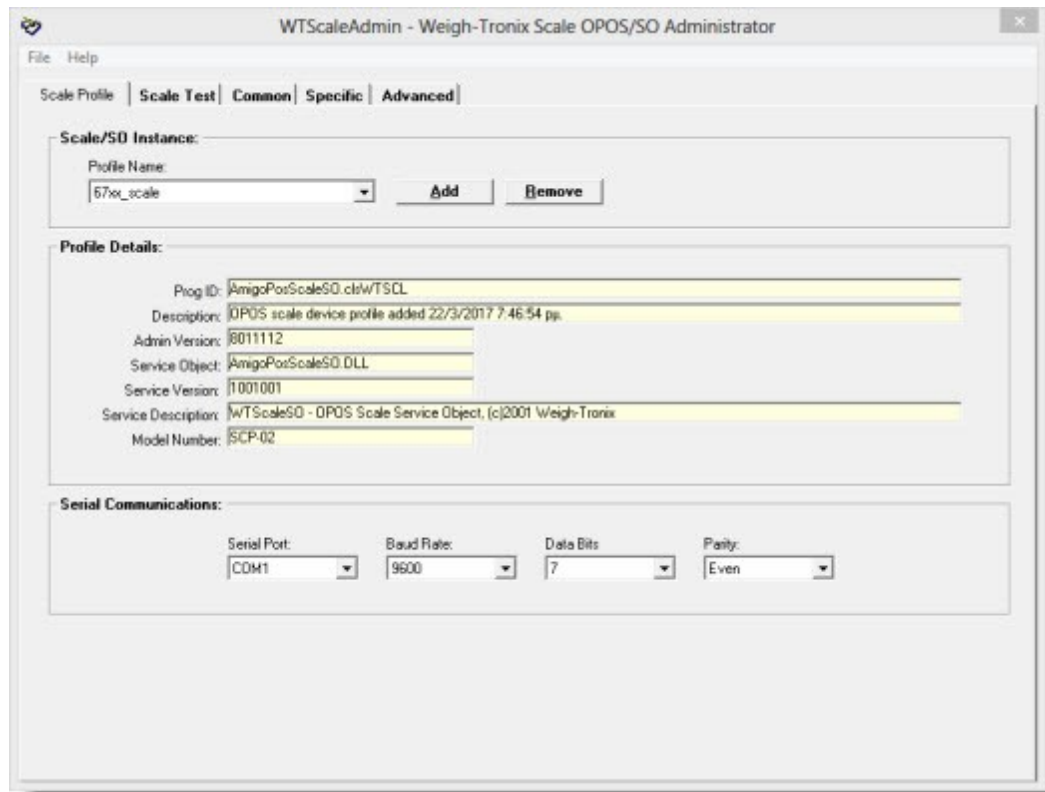 WTScaleAdmin - Weigh-Tronix Scale OPOS/SO Administrator
File Help
Scale Profile Scale Test Common Specific Advanced
Scale/SO Instance:
Profile Name:
67xx_scale Add Remove
Profile Details:
Prog ID: AmigoPosScaleSO.clsWTSCL
Description: OPOS scale device profile added 22/3/2017 7:46:54 μμ.
Admin Version: 8011112
Service Object: AmigoPosScaleSO.DLL
Service Version: 1001001
Service Description: WTScaleSO - OPOS Scale Service Object, (c)2001 Weigh-Tronix
Model Number: SCP-02
Serial Communications:
Serial Port: Baud Rate: Data Bits Parity:
COM1 9600 7 Even